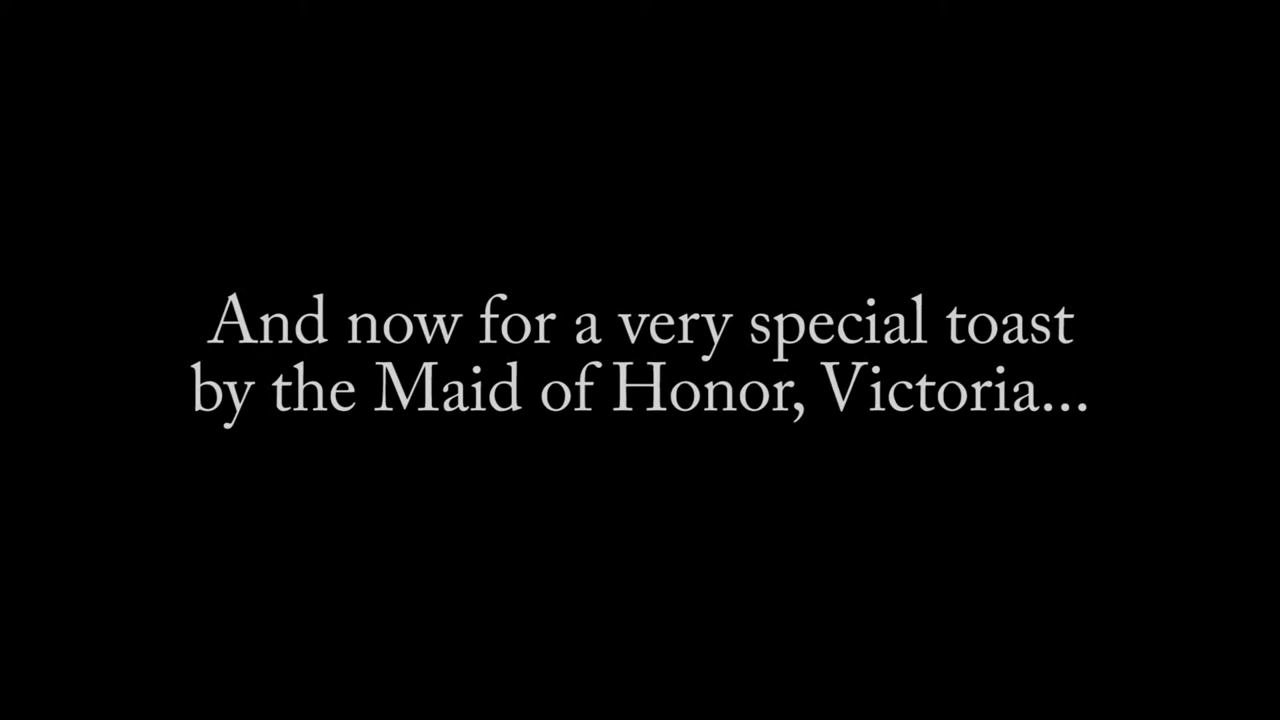 And now for a very special toast
by the Maid of Honor, Victoria...